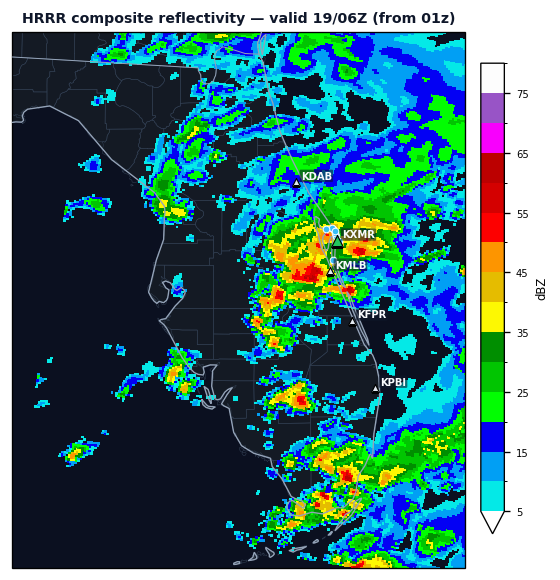 HRRR composite reflectivity — valid 19/06Z (from 01z)
KDAB
KXMR
KMLB
KFPR
KPBI
75
65
55
45
35
25
15
5
dBZ